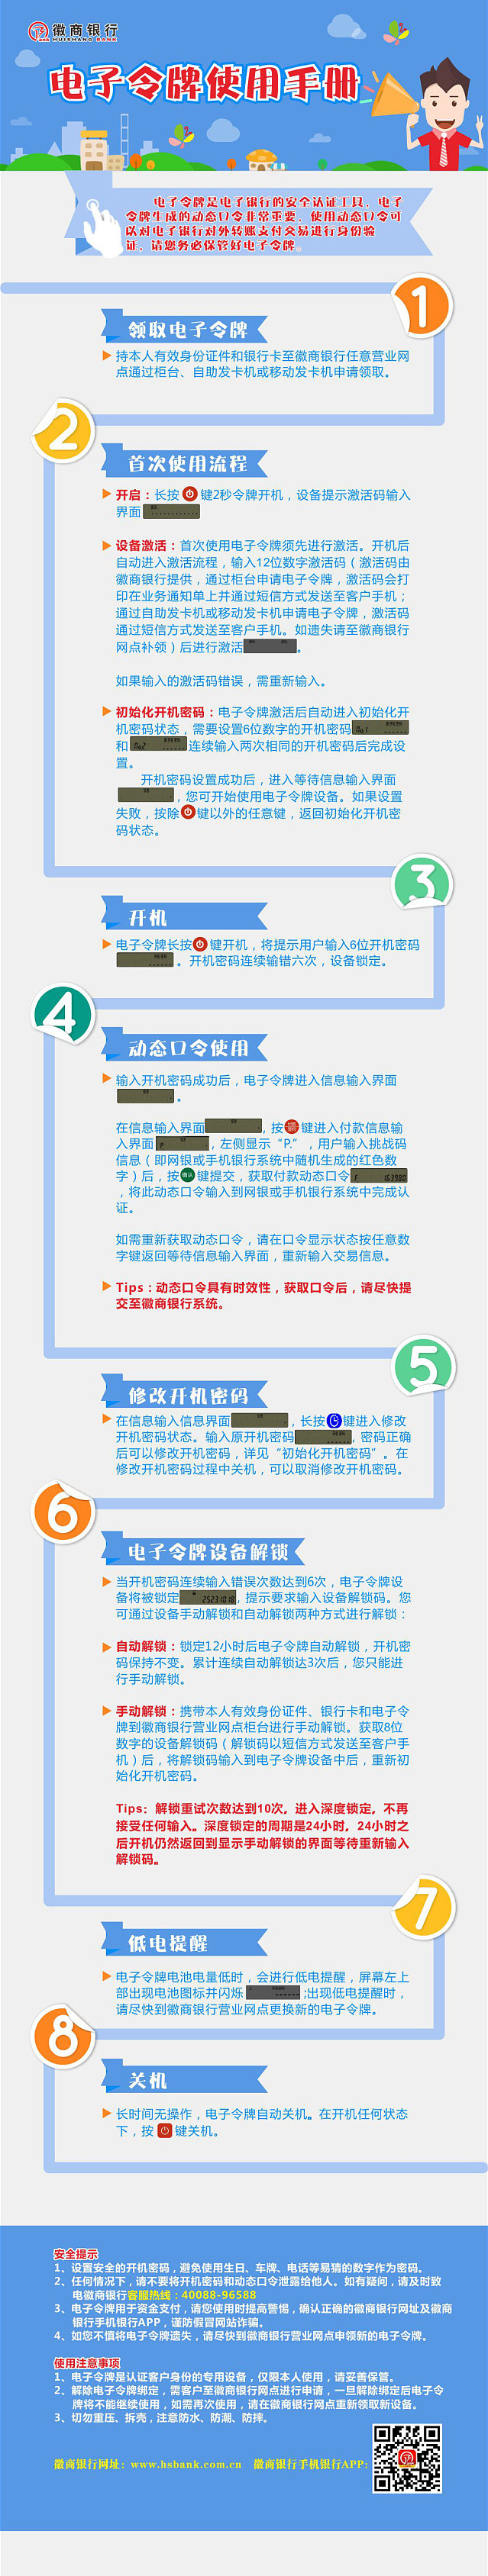 徽商银行
HUISHANG BANK
电子令牌使用手册
电子令牌是电子银行的安全认证工具，电子
令牌生成的动态口令非常重要，使用动态口令可
以对电子银行对外转账支付交易进行身份验
证，请您务必保管好电子令牌。
1
领取电子令牌
持本人有效身份证件和银行卡至徽商银行任意营业网
点通过柜台、自助发卡机或移动发卡机申请领取。
2
首次使用流程
开启：长按 键2秒令牌开机，设备提示激活码输入
界面
设备激活：首次使用电子令牌须先进行激活。开机后
自动进入激活流程，输入12位数字激活码（激活码由
徽商银行提供，通过柜台申请电子令牌，激活码会打
印在业务通知单上并通过短信方式发送至客户手机；
通过自助发卡机或移动发卡机申请电子令牌，激活码
通过短信方式发送至客户手机。如遗失请至徽商银行
网点补领）后进行激活 。
如果输入的激活码错误，需重新输入。
初始化开机密码：电子令牌激活后自动进入初始化开
机密码状态，需要设置6位数字的开机密码
和 连续输入两次相同的开机密码后完成设
置。
开机密码设置成功后，进入等待信息输入界面
，您可开始使用电子令牌设备。如果设置
失败，按除 键以外的任意键，返回初始化开机密
码状态。
3
开机
电子令牌长按 键开机，将提示用户输入6位开机密码
。开机密码连续输错六次，设备锁定。
4
动态口令使用
输入开机密码成功后，电子令牌进入信息输入界面
。
在信息输入界面 ，按 键进入付款信息输
入界面 ，左侧显示“P.”，用户输入挑战码
信息（即网银或手机银行系统中随机生成的红色数
字）后，按 确认 键提交，获取付款动态口令 F 163980
，将此动态口令输入到网银或手机银行系统中完成认
证。
如需重新获取动态口令，请在口令显示状态按任意数
字键返回等待信息输入界面，重新输入交易信息。
Tips：动态口令具有时效性，获取口令后，请尽快提
交至徽商银行系统。
5
修改开机密码
在信息输入信息界面 ，长按 键进入修改
开机密码状态。输入原开机密码 ，密码正确
后可以修改开机密码，详见“初始化开机密码”。在
修改开机密码过程中关机，可以取消修改开机密码。
6
电子令牌设备解锁
当开机密码连续输入错误次数达到6次，电子令牌设
备将被锁定 25231018 ，提示要求输入设备解锁码。您
可通过设备手动解锁和自动解锁两种方式进行解锁：
自动解锁：锁定12小时后电子令牌自动解锁，开机密
码保持不变。累计连续自动解锁达3次后，您只能进
行手动解锁。
手动解锁：携带本人有效身份证件、银行卡和电子令
牌到徽商银行营业网点柜台进行手动解锁。获取8位
数字的设备解锁码（解锁码以短信方式发送至客户手
机）后，将解锁码输入到电子令牌设备中后，重新初
始化开机密码。
Tips: 解锁重试次数达到10次，进入深度锁定，不再
接受任何输入。深度锁定的周期是24小时，24小时之
后开机仍然返回到显示手动解锁的界面等待重新输入
解锁码。
7
低电提醒
电子令牌电池电量低时，会进行低电提醒，屏幕左上
部出现电池图标并闪烁 ;出现低电提醒时，
请尽快到徽商银行营业网点更换新的电子令牌。
8
关机
长时间无操作，电子令牌自动关机。在开机任何状态
下，按 键关机。
安全提示
1、设置安全的开机密码，避免使用生日、车牌、电话等易猜的数字作为密码。
2、任何情况下，请不要将开机密码和动态口令泄露给他人。如有疑问，请及时致
电徽商银行客服热线：40088-96588
3、电子令牌用于资金支付，请您使用时提高警惕，确认正确的徽商银行网址及徽商
银行手机银行APP，谨防假冒网站诈骗。
4、如您不慎将电子令牌遗失，请尽快到徽商银行营业网点申领新的电子令牌。
使用注意事项
1、电子令牌是认证客户身份的专用设备，仅限本人使用，请妥善保管。
2、解除电子令牌绑定，需客户至徽商银行网点进行申请，一旦解除绑定后电子令
牌将不能继续使用，如需再次使用，请在徽商银行网点重新领取新设备。
3、切勿重压、拆壳，注意防水、防潮、防摔。
徽商银行网址：www.hsbank.com.cn 徽商银行手机银行APP：